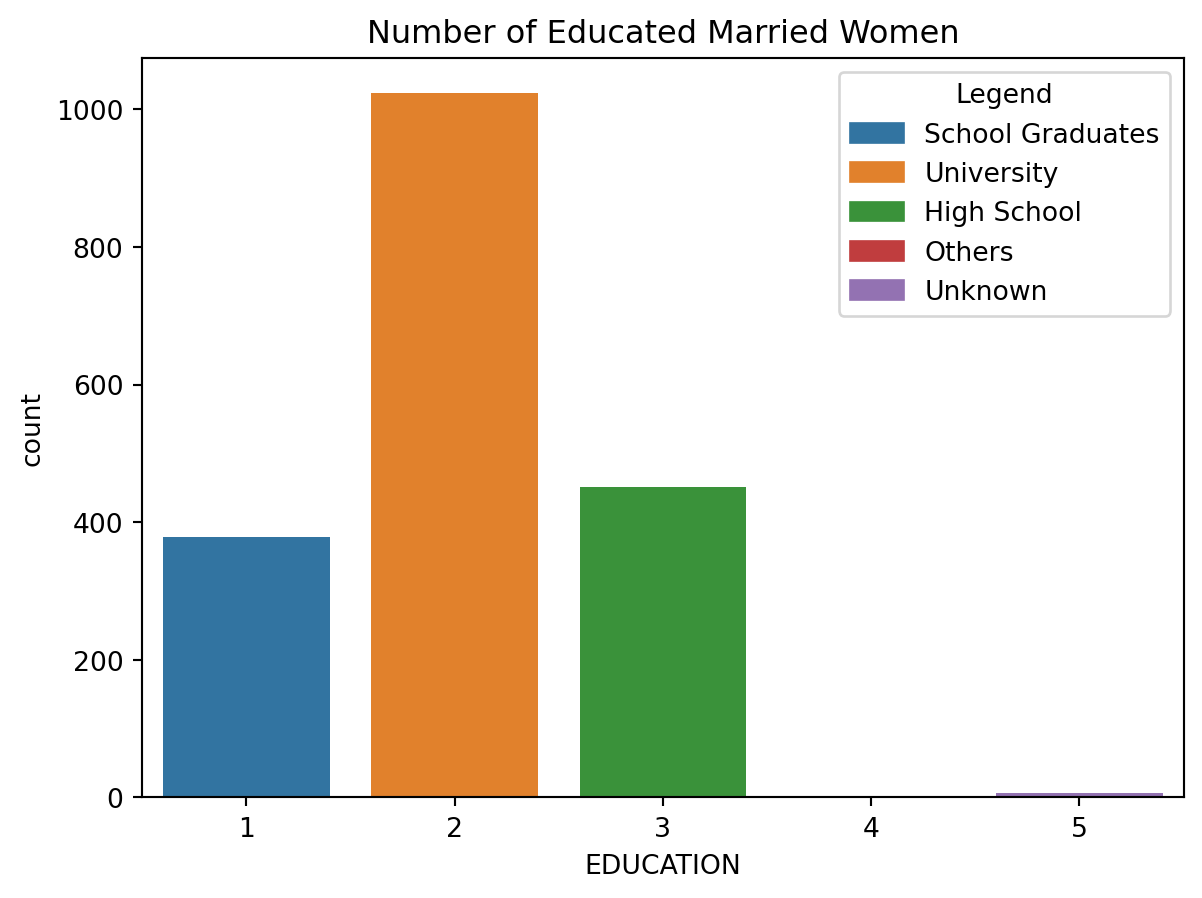 Number of Educated Married Women
Legend
School Graduates
University
High School
Others
Unknown
1000
800
600
400
200
0
count
1 2 3 4 5
EDUCATION